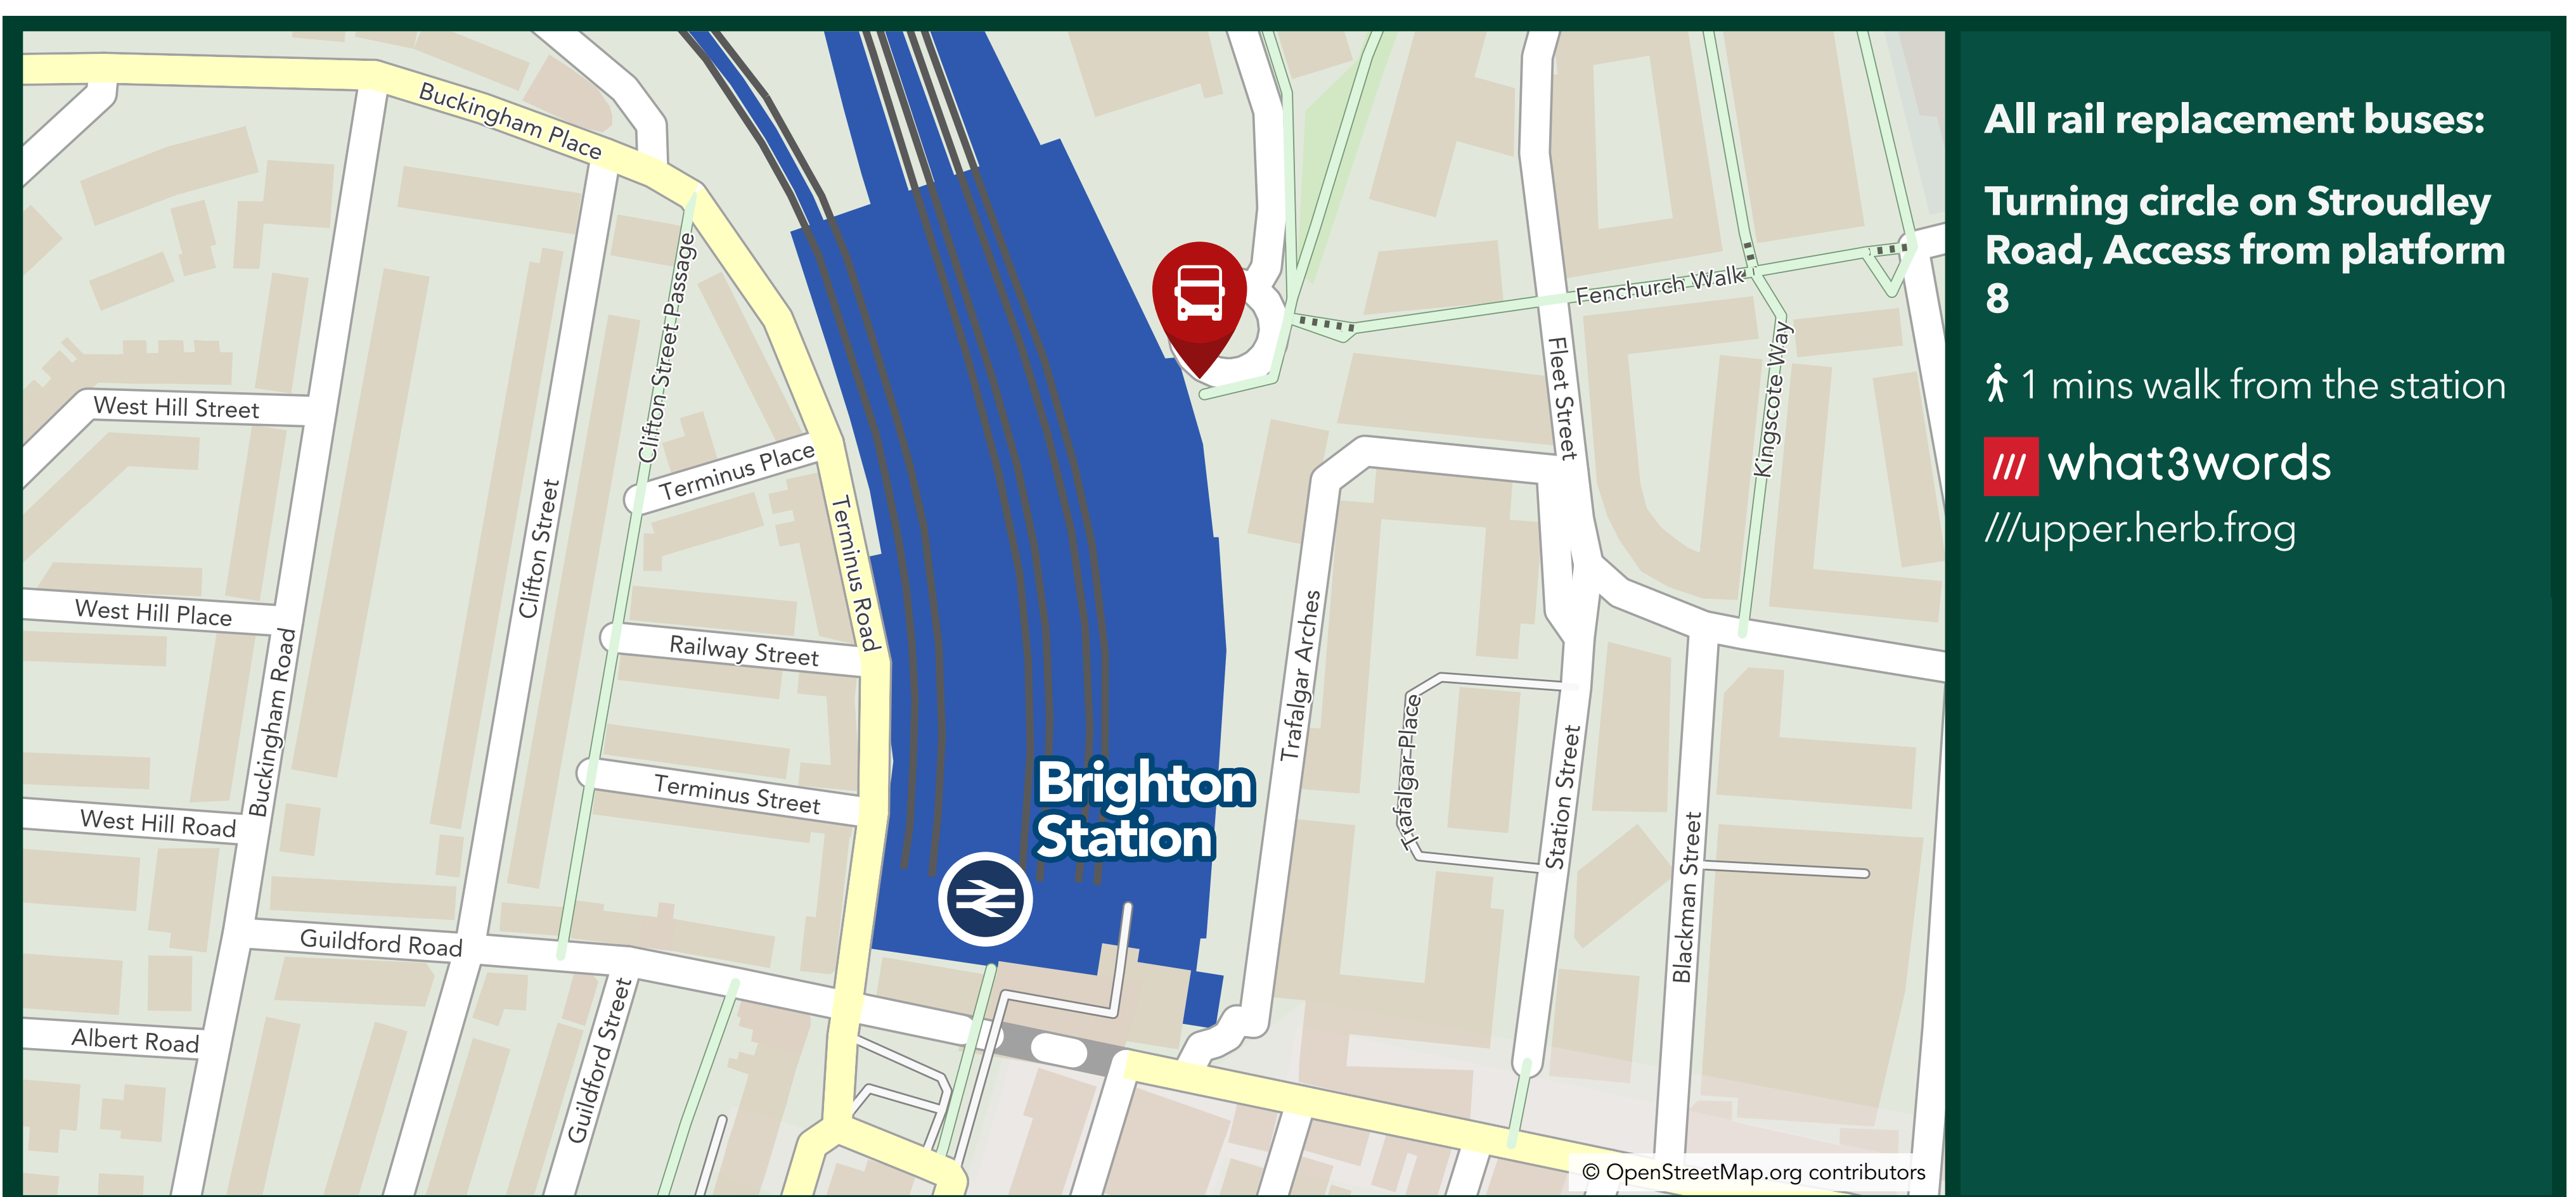 Buckingham Place
Clifton Street Passage
West Hill Street
Terminus Place
Clifton Street
Terminus Road
West Hill Place
Railway Street
Buckingham Road
Terminus Street
West Hill Road
Guildford Road
Albert Road
Guildford Street
Brighton
Station
Fenchurch Walk
Fleet Street
Kingscote Way
Trafalgar Arches
Trafalgar Place
Station Street
Blackman Street
© OpenStreetMap.org contributors
All rail replacement buses:
Turning circle on Stroudley
Road, Access from platform
8
1 mins walk from the station
/// what3words
///upper.herb.frog